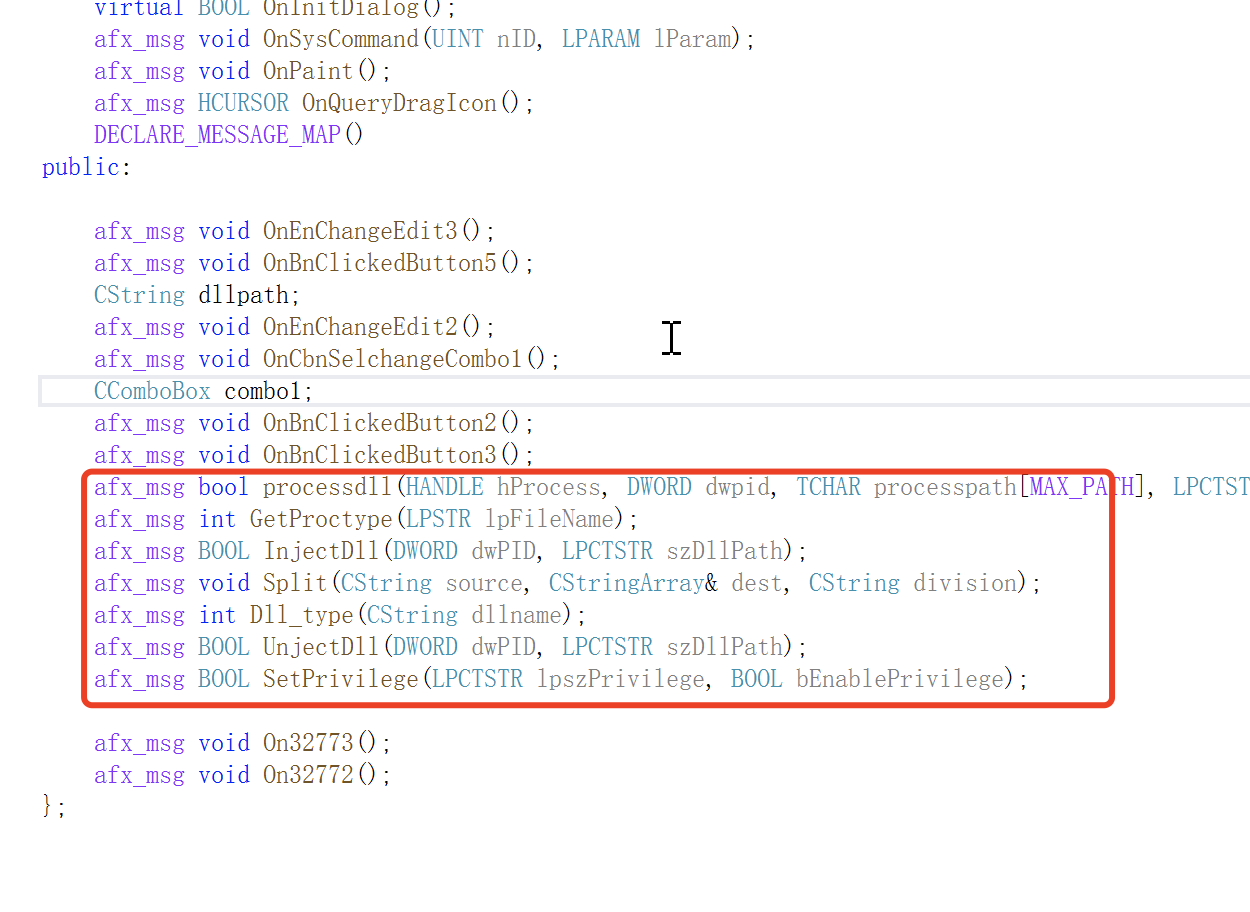 virtual BOOL OnInitDialog();
afx_msg void OnSysCommand(UINT nID, LPARAM lParam);
afx_msg void OnPaint();
afx_msg HCURSOR OnQueryDragIcon();
DECLARE_MESSAGE_MAP()
public:
afx_msg void OnEnChangeEdit3();
afx_msg void OnBnClickedButton5();
CString dllpath;
afx_msg void OnEnChangeEdit2();
afx_msg void OnCbnSelchangeCombo1();
CComboBox combo1;
afx_msg void OnBnClickedButton2();
afx_msg void OnBnClickedButton3();
afx_msg bool processdll(HANDLE hProcess, DWORD dwpid, TCHAR processpath[MAX_PATH], LPCTST
afx_msg int GetProctype(LPSTR lpFileName);
afx_msg BOOL InjectDll(DWORD dwPID, LPCTSTR szDllPath);
afx_msg void Split(CString source, CStringArray& dest, CString division);
afx_msg int Dll_type(CString dllname);
afx_msg BOOL UnjectDll(DWORD dwPID, LPCTSTR szDllPath);
afx_msg BOOL SetPrivilege(LPCTSTR lpszPrivilege, BOOL bEnablePrivilege);
afx_msg void On32773();
afx_msg void On32772();
};